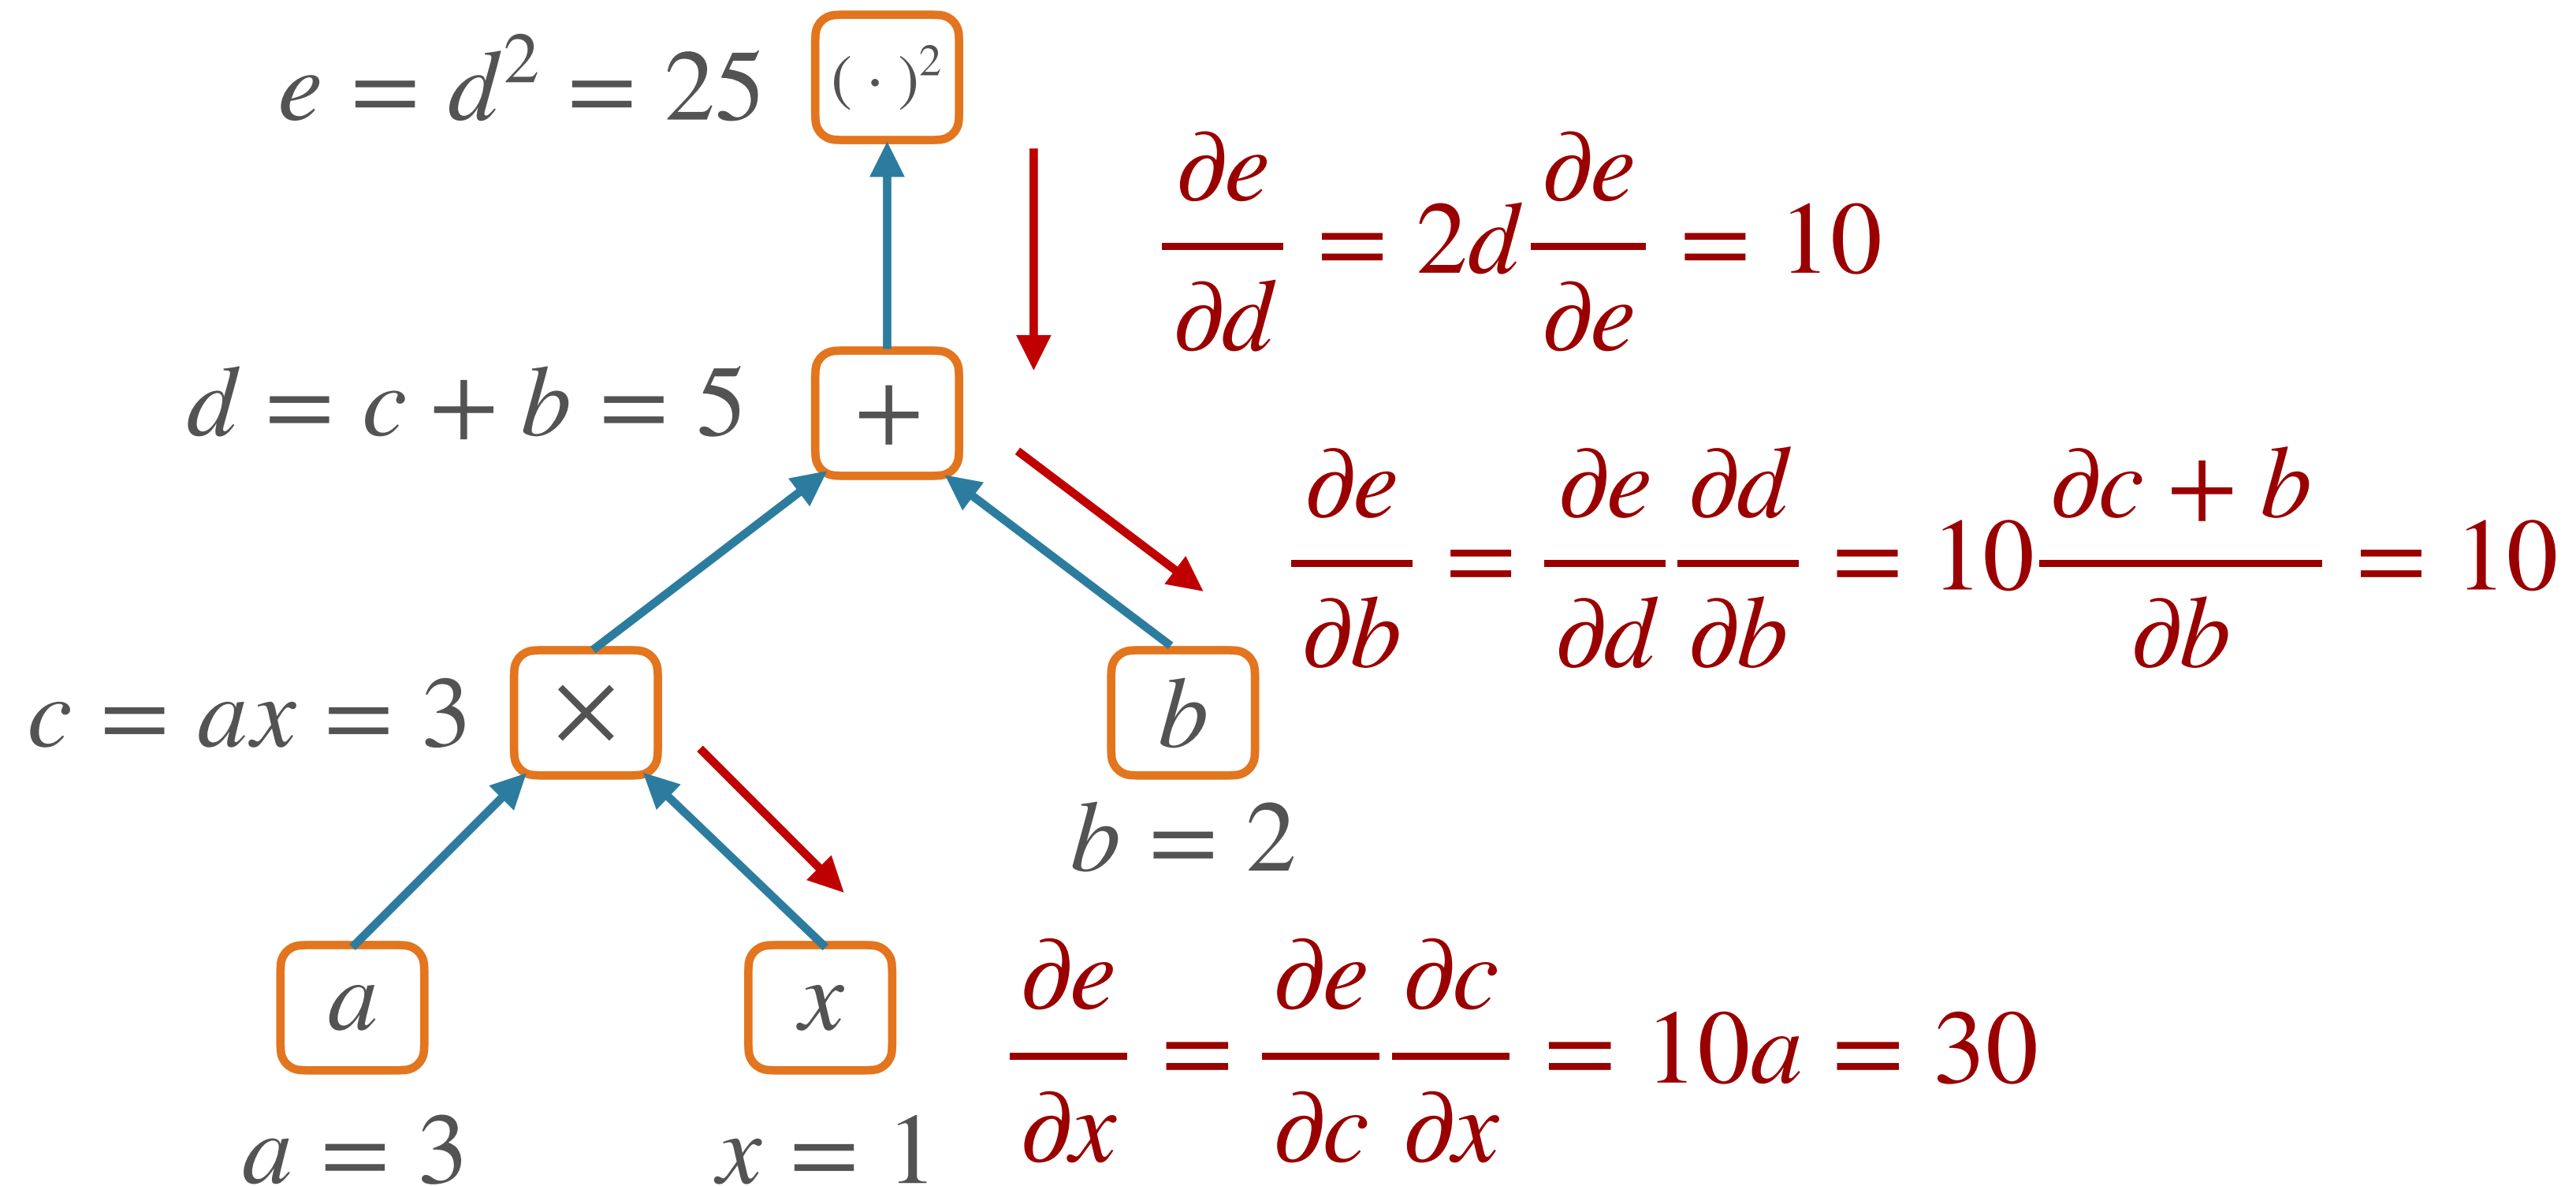 e = d² = 25
( · )²
∂e/∂d = 2d ∂e/∂e = 10
d = c + b = 5
+
∂e/∂b = ∂e/∂d ∂d/∂b = 10 ∂c + b/∂b = 10
c = ax = 3
×
b
b = 2
a
x
∂e/∂x = ∂e/∂c ∂c/∂x = 10a = 30
a = 3
x = 1